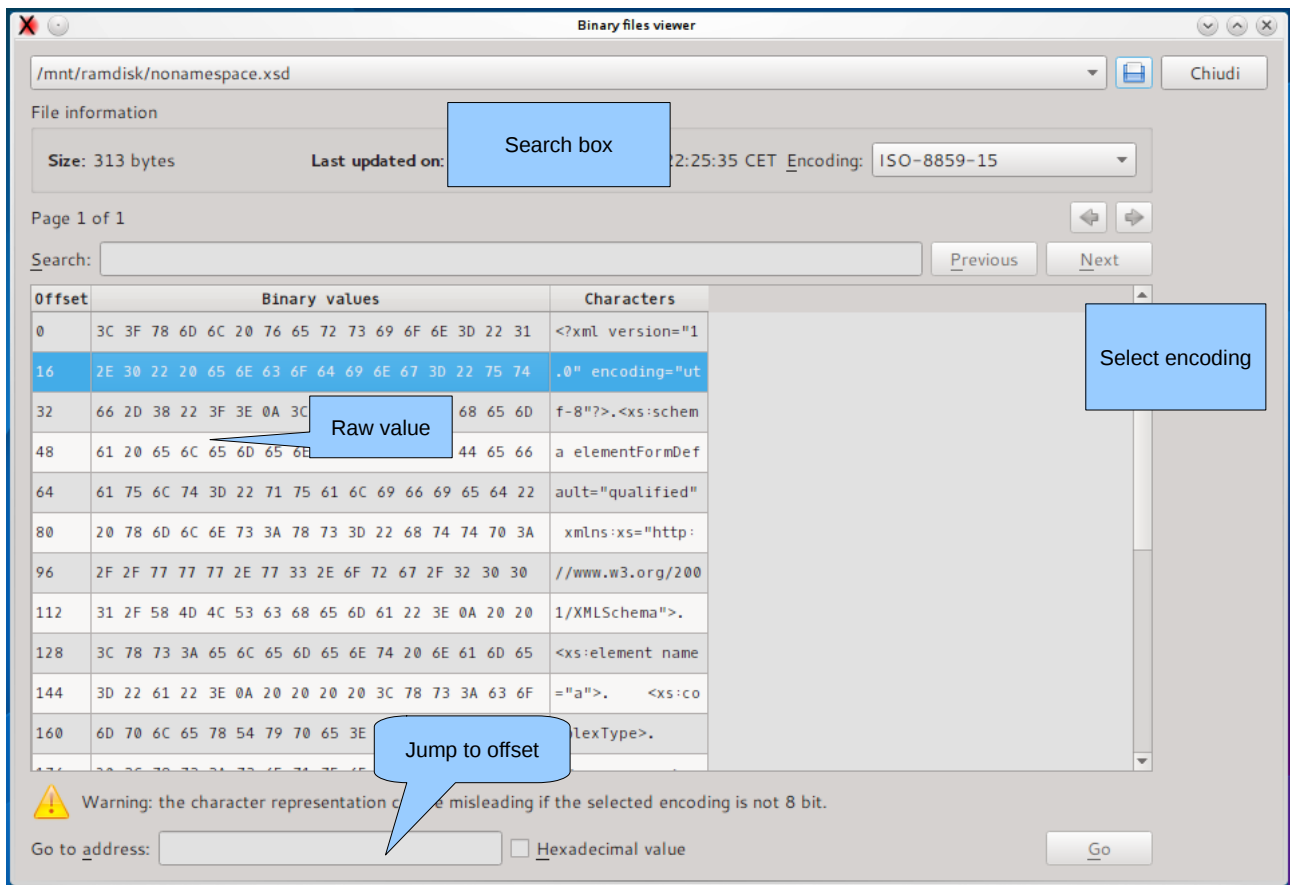 Binary files viewer
/mnt/ramdisk/nonamespace.xsd Chiudi
File information
Search box
Size: 313 bytes Last updated on: 22:25:35 CET Encoding: ISO-8859-15
Page 1 of 1
Search: Previous Next
Offset Binary values Characters
0 3C 3F 78 6D 6C 20 76 65 72 73 69 6F 6E 3D 22 31 <?xml version="1
Select encoding
16 2E 30 22 20 65 6E 63 6F 64 69 6E 67 3D 22 75 74 .0" encoding="ut
32 66 2D 38 22 3F 3E 0A 3C 68 65 6D f-8"?>.<xs:schem
Raw value
48 61 20 65 6C 65 6D 65 6E 44 65 66 a elementFormDef
64 61 75 6C 74 3D 22 71 75 61 6C 69 66 69 65 64 22 ault="qualified"
80 20 78 6D 6C 6E 73 3A 78 73 3D 22 68 74 74 70 3A xmlns:xs="http:
96 2F 2F 77 77 77 2E 77 33 2E 6F 72 67 2F 32 30 30 //www.w3.org/200
112 31 2F 58 4D 4C 53 63 68 65 6D 61 22 3E 0A 20 20 1/XMLSchema">.
128 3C 78 73 3A 65 6C 65 6D 65 6E 74 20 6E 61 6D 65 <xs:element name
144 3D 22 61 22 3E 0A 20 20 20 20 3C 78 73 3A 63 6F ="a">. <xs:co
160 6D 70 6C 65 78 54 79 70 65 3E plexType>.
Jump to offset
Warning: the character representation be misleading if the selected encoding is not 8 bit.
Go to address: Hexadecimal value Go